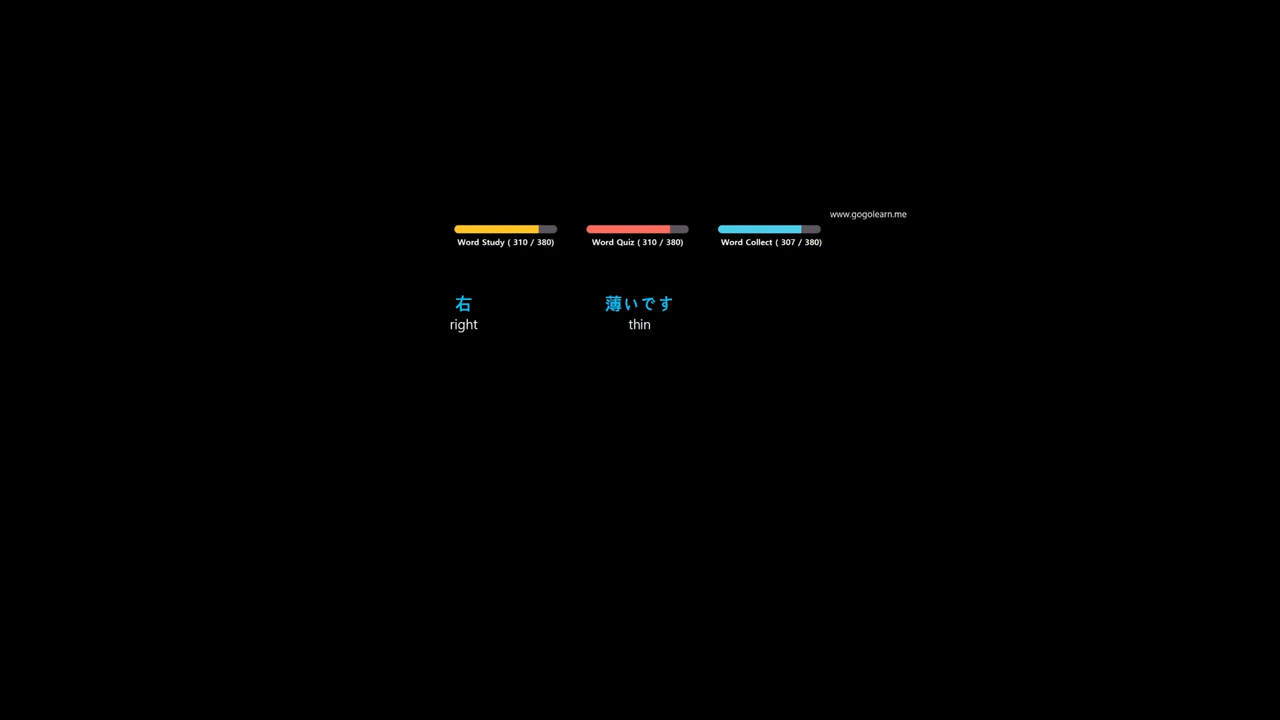 www.gogolearn.me
Word Study ( 310 / 380)
Word Quiz ( 310 / 380)
Word Collect ( 307 / 380)
右
right
薄いです
thin